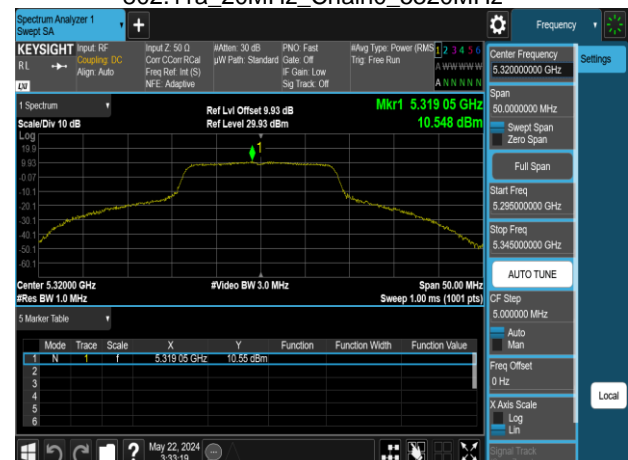 802.11a_20MHz_Chain0_5320MHz
Spectrum Analyzer 1
Swept SA
Frequency
KEYSIGHT
RL
LXI
Input: RF
Coupling: DC
Align: Auto
Input Z: 50 Ω
Corr CCorr RCal
Freq Ref: Int (S)
NFE: Adaptive
#Atten: 30 dB
µW Path: Standard
PNO: Fast
Gate: Off
IF Gain: Low
Sig Track: Off
#Avg Type: Power (RMS
Trig: Free Run
1 2 3 4 5 6
A W W W W W
A N N N N N
1 Spectrum
Scale/Div 10 dB
Ref Lvl Offset 9.93 dB
Ref Level 29.93 dBm
Mkr1 5.319 05 GHz
10.548 dBm
Log
19.9
9.93
-0.07
-10.1
-20.1
-30.1
-40.1
-50.1
-60.1
1
Center 5.32000 GHz
#Res BW 1.0 MHz
#Video BW 3.0 MHz
Span 50.00 MHz
Sweep 1.00 ms (1001 pts)
5 Marker Table
Mode Trace Scale X Y Function Function Width Function Value
1 N 1 f 5.319 05 GHz 10.55 dBm
2
3
4
5
6
May 22, 2024
3:33:19
Center Frequency
5.320000000 GHz
Settings
Span
50.0000000 MHz
Swept Span
Zero Span
Full Span
Start Freq
5.295000000 GHz
Stop Freq
5.345000000 GHz
AUTO TUNE
CF Step
5.000000 MHz
Auto
Man
Freq Offset
0 Hz
X Axis Scale
Log
Lin
Local
Signal Track